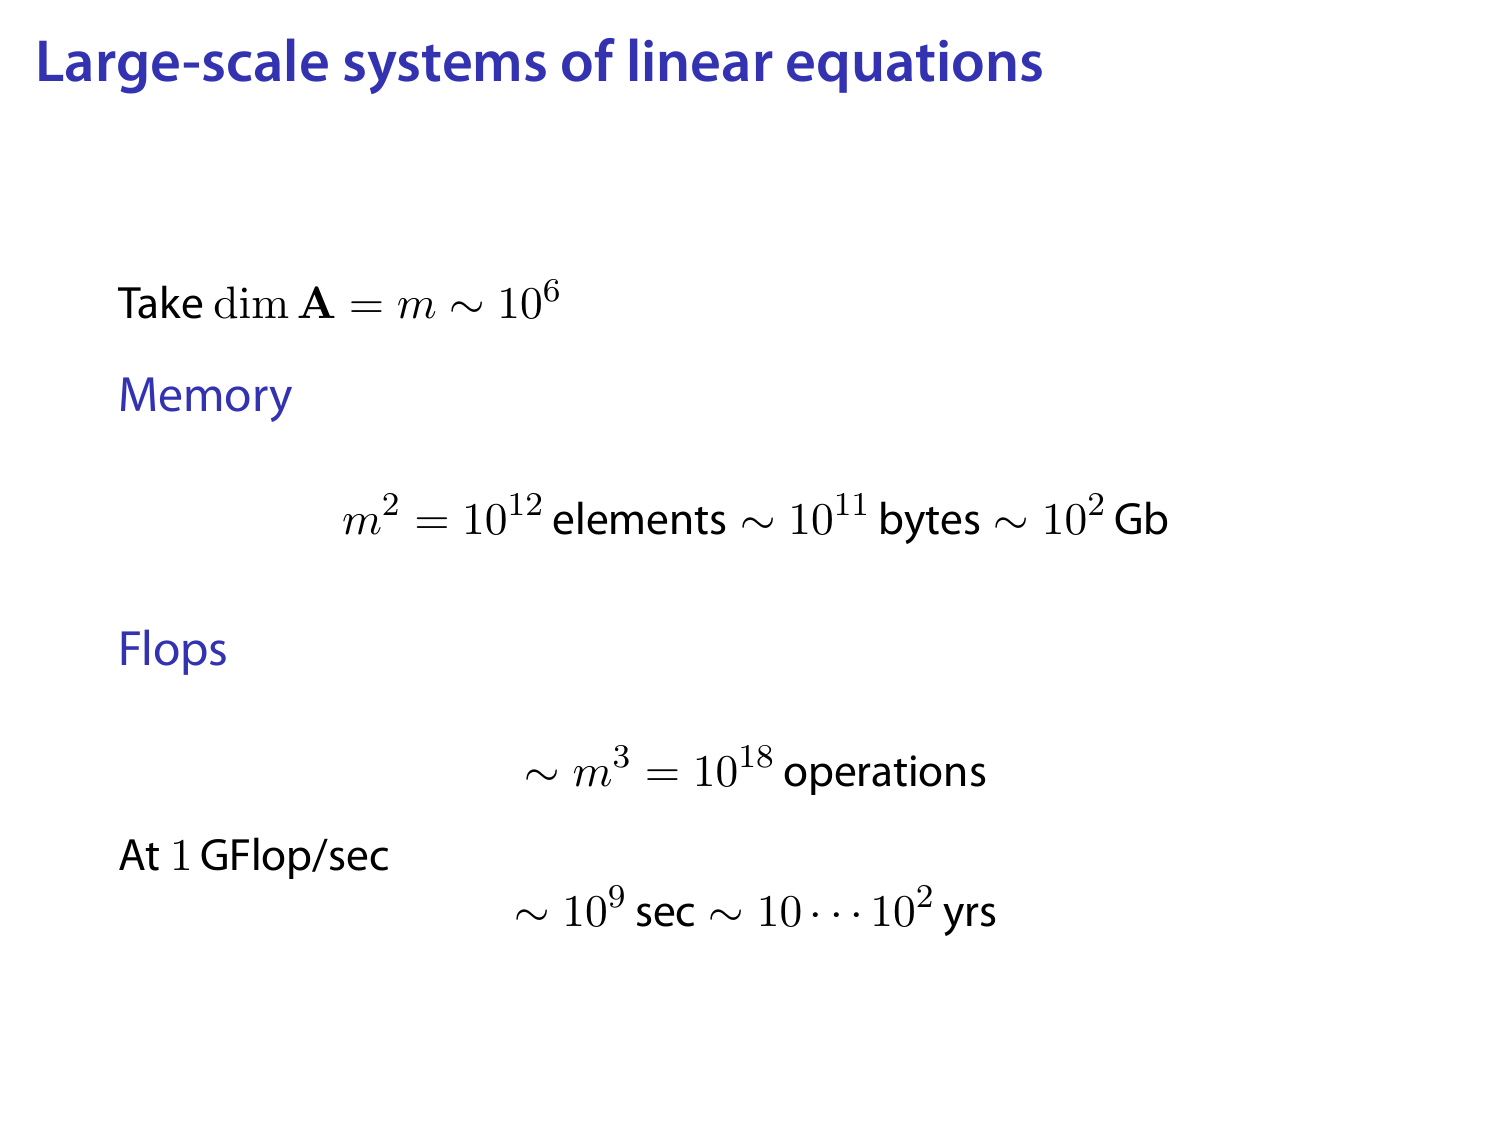 Large-scale systems of linear equations
Take dim A = m ∼ 10^6
Memory
m^2 = 10^12 elements ∼ 10^11 bytes ∼ 10^2 Gb
Flops
∼ m^3 = 10^18 operations
At 1 GFlop/sec
∼ 10^9 sec ∼ 10 · · · 10^2 yrs